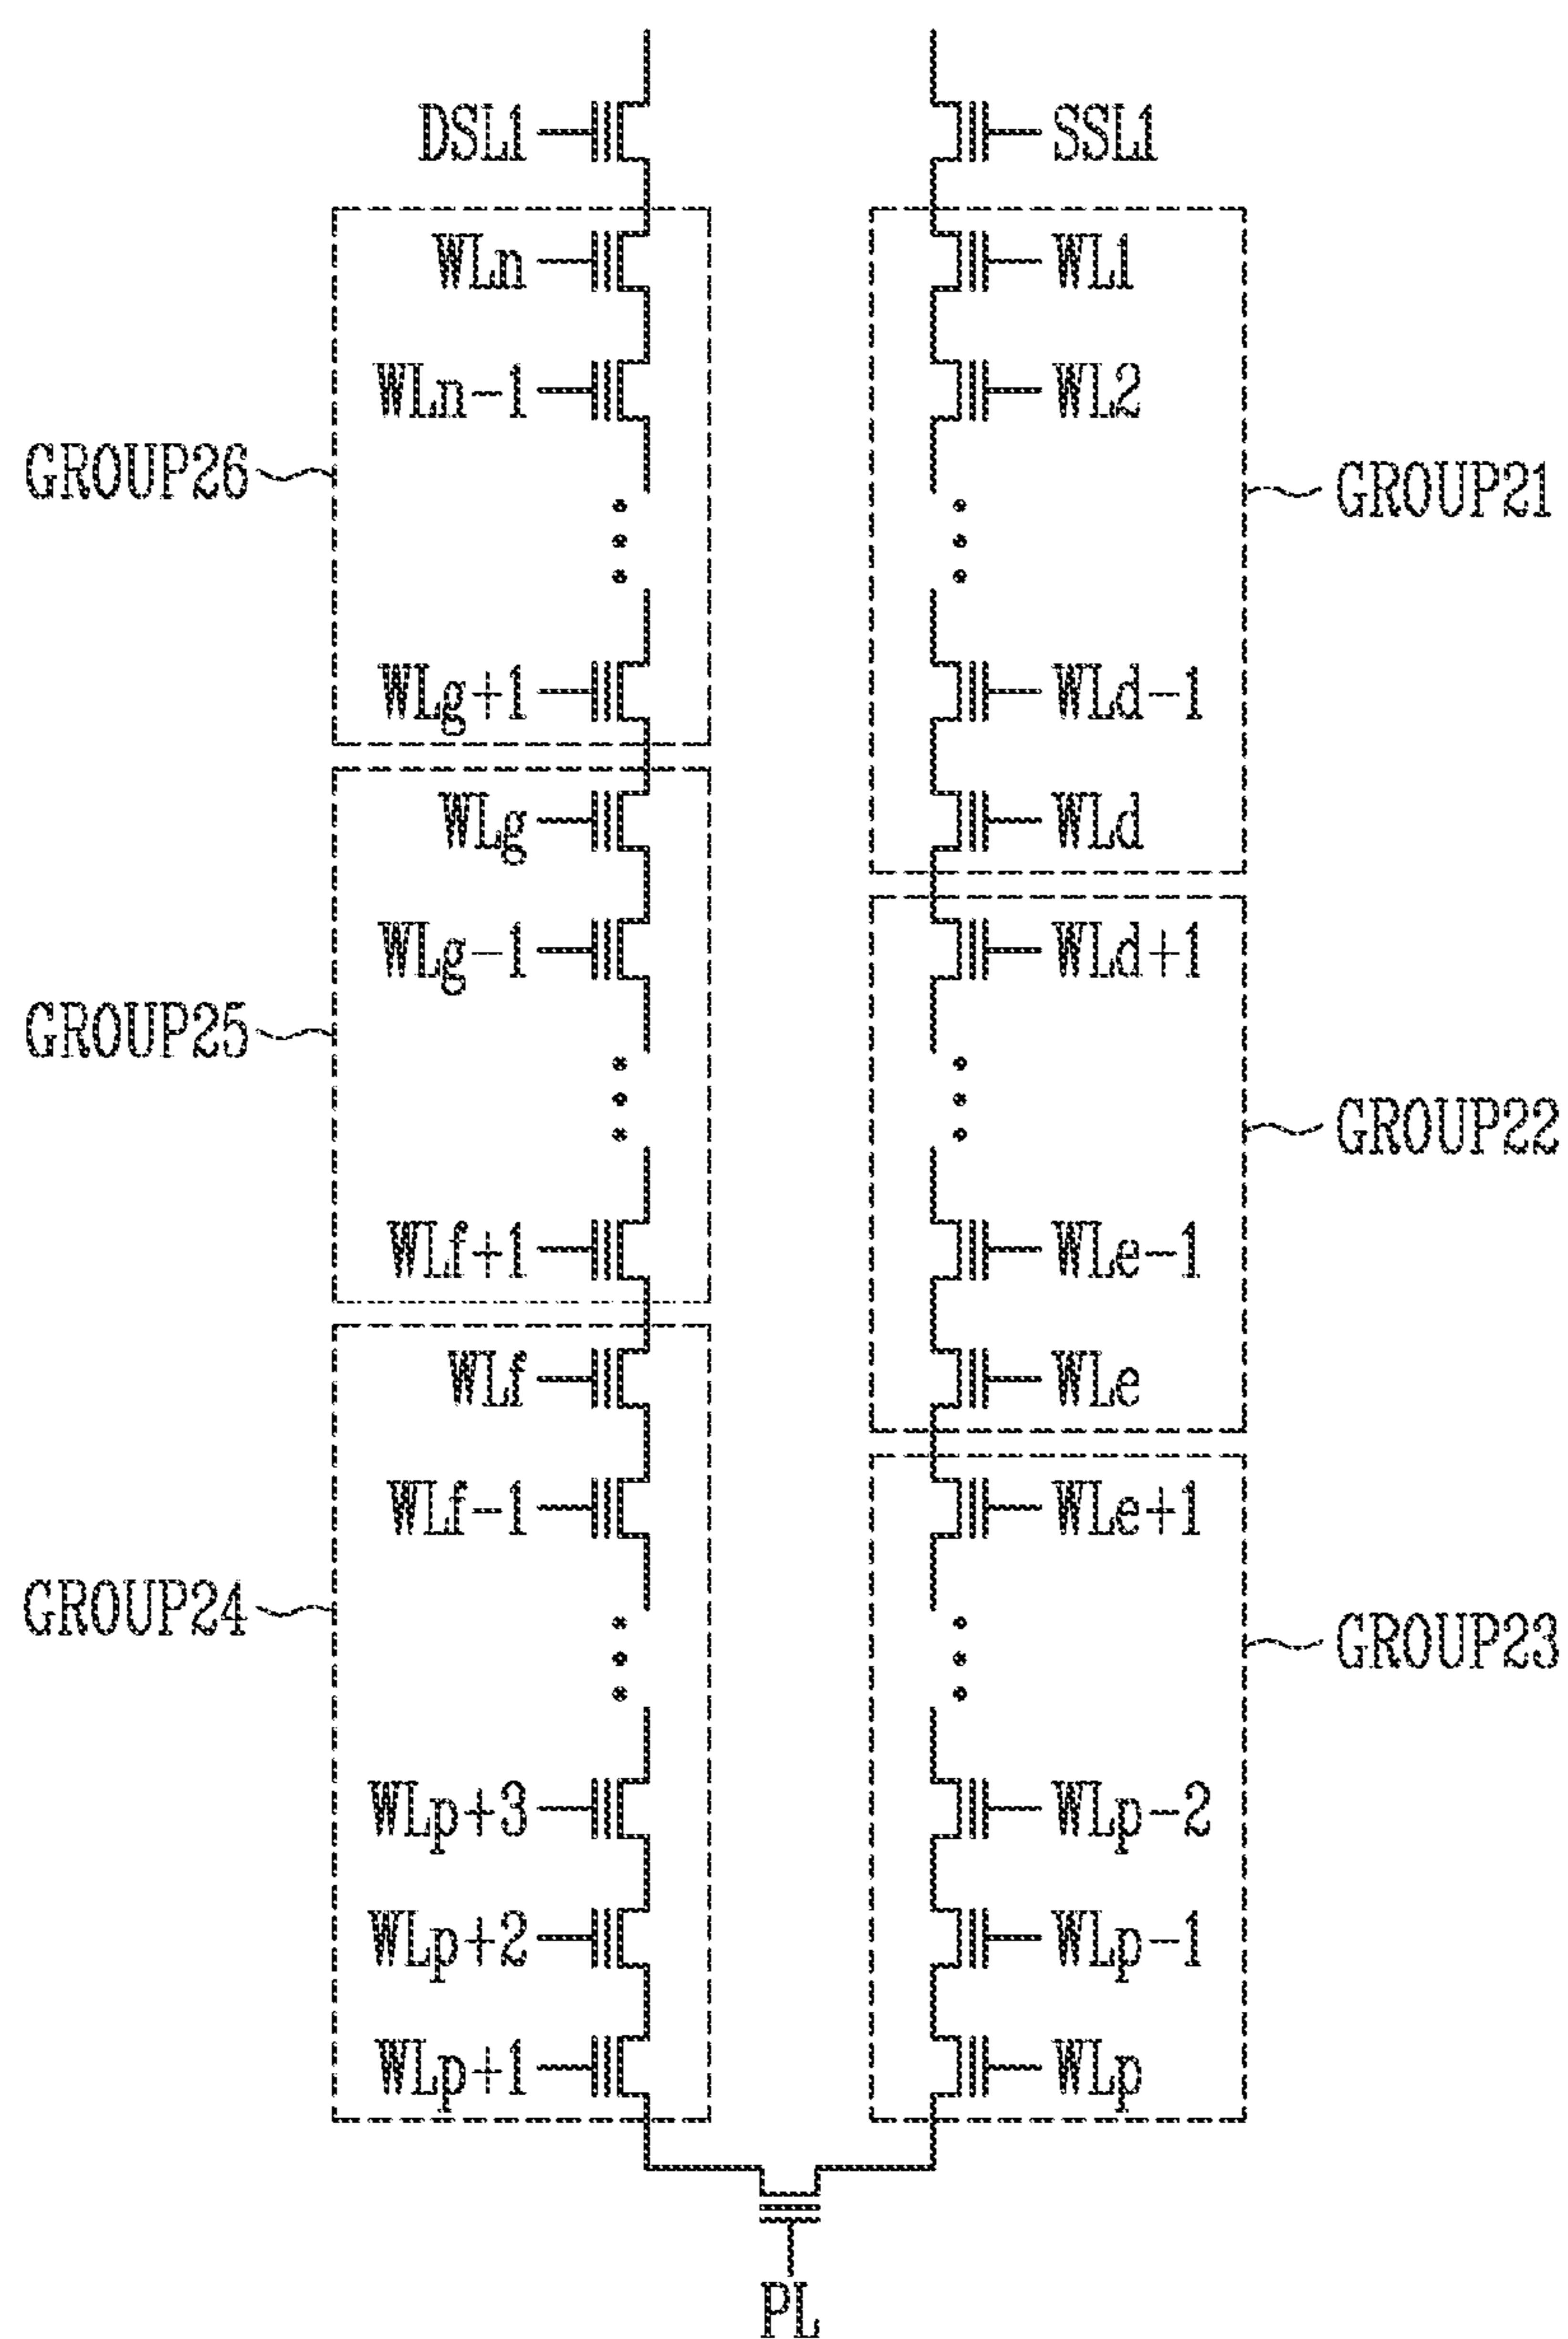 DSL1
SSL1
WLn
WL1
WLn-1
WL2
GROUP26
GROUP21
WLg+1
WLd-1
WLg
WLd
WLg-1
WLd+1
GROUP25
GROUP22
WLf+1
WLe-1
WLf
WLe
WLf-1
WLe+1
GROUP24
GROUP23
WLp+3
WLp-2
WLp+2
WLp-1
WLp+1
WLp
PL